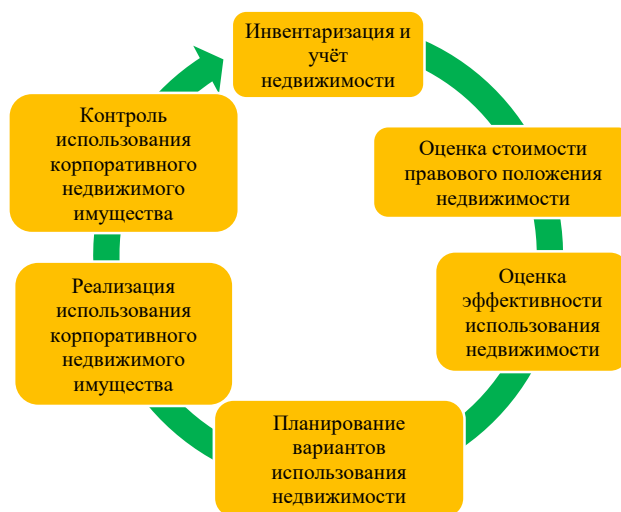 Инвентаризация и
учёт
недвижимости
Оценка стоимости
правового положения
недвижимости
Оценка
эффективности
использования
недвижимости
Планирование
вариантов
использования
недвижимости
Реализация
использования
корпоративного
недвижимого
имущества
Контроль
использования
корпоративного
недвижимого
имущества